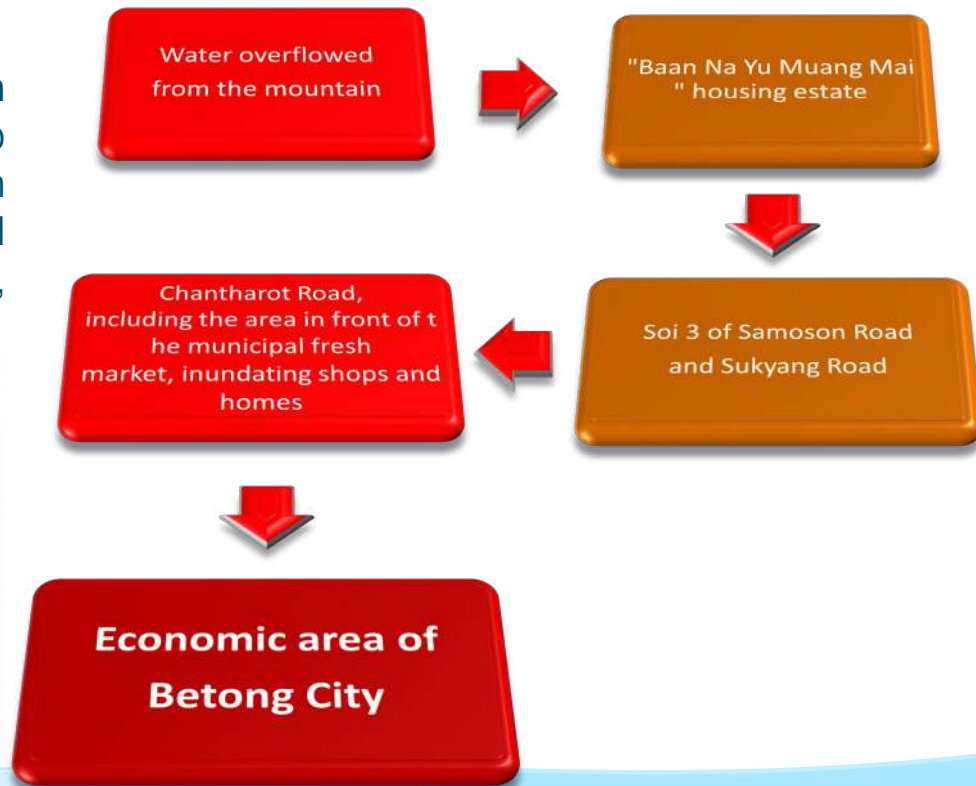 Water overflowed
from the mountain
"Baan Na Yu Muang Mai
" housing estate
Soi 3 of Samoson Road
and Sukyang Road
Chantharot Road,
including the area in front of t
he municipal fresh
market, inundating shops and
homes
Economic area of
Betong City